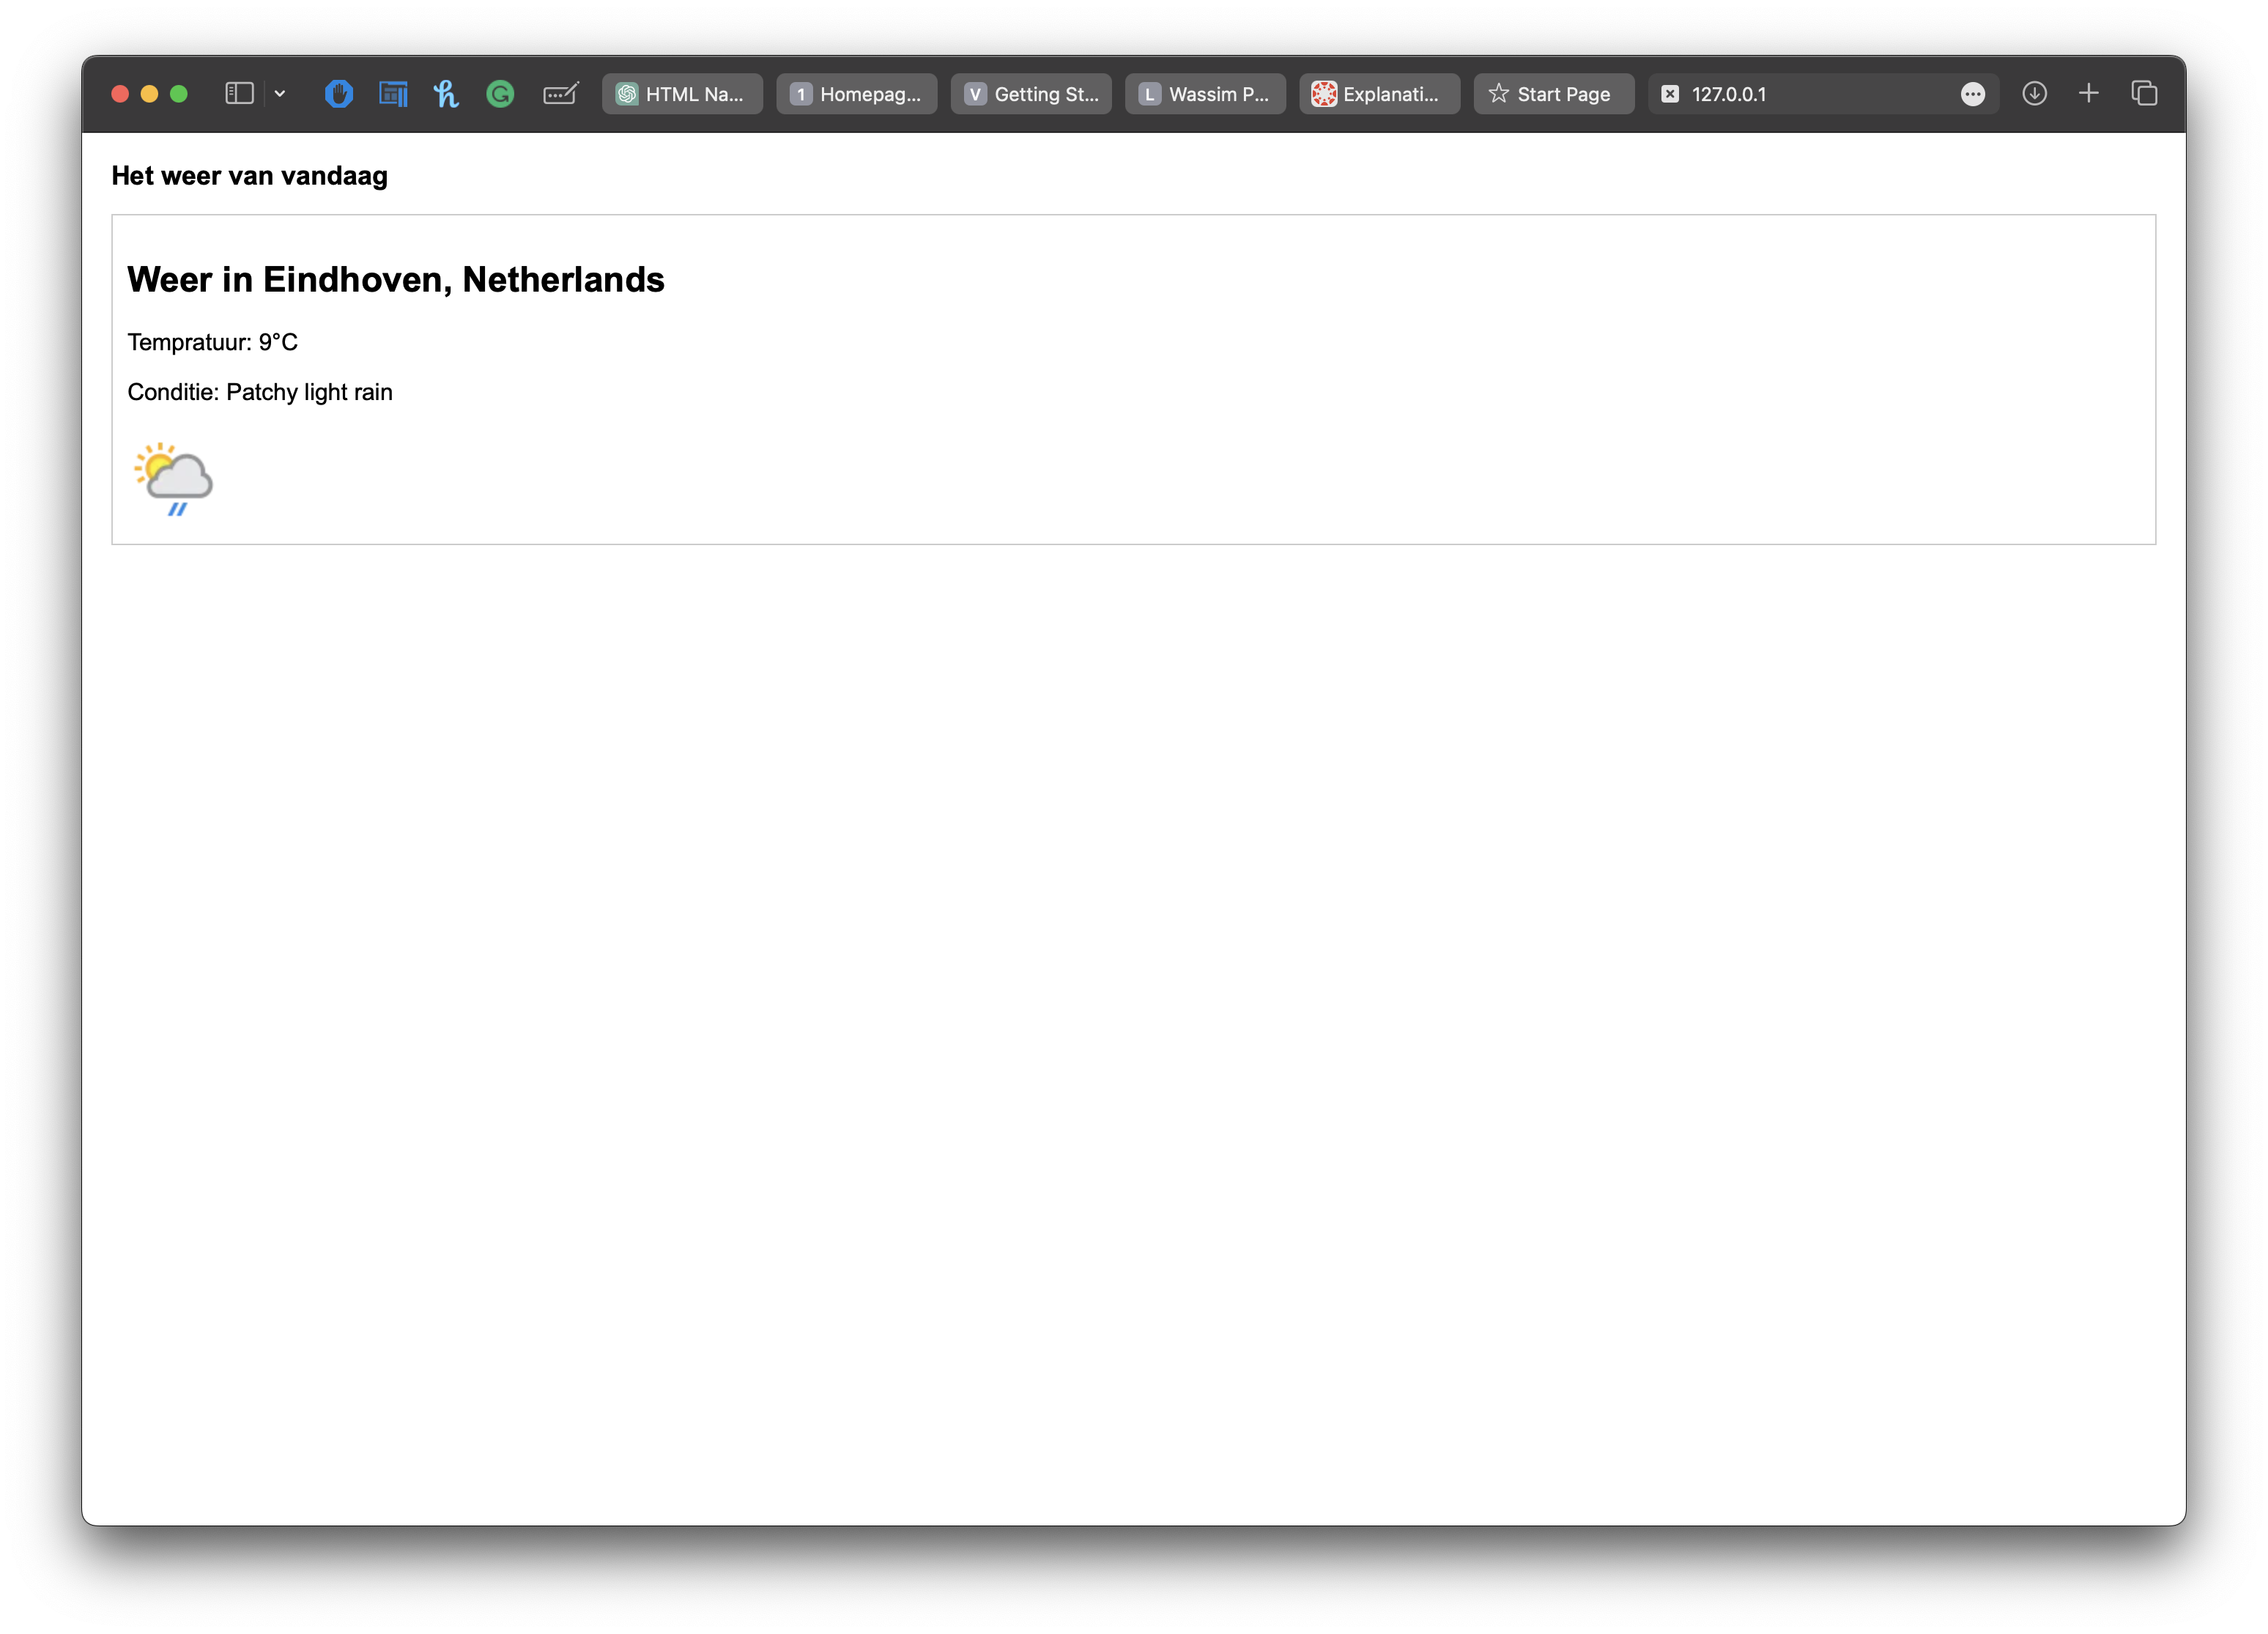 HTML Na...
1 Homepag...
V Getting St...
L Wassim P...
Explanati...
Start Page
127.0.0.1
Het weer van vandaag
Weer in Eindhoven, Netherlands
Tempratuur: 9°C
Conditie: Patchy light rain